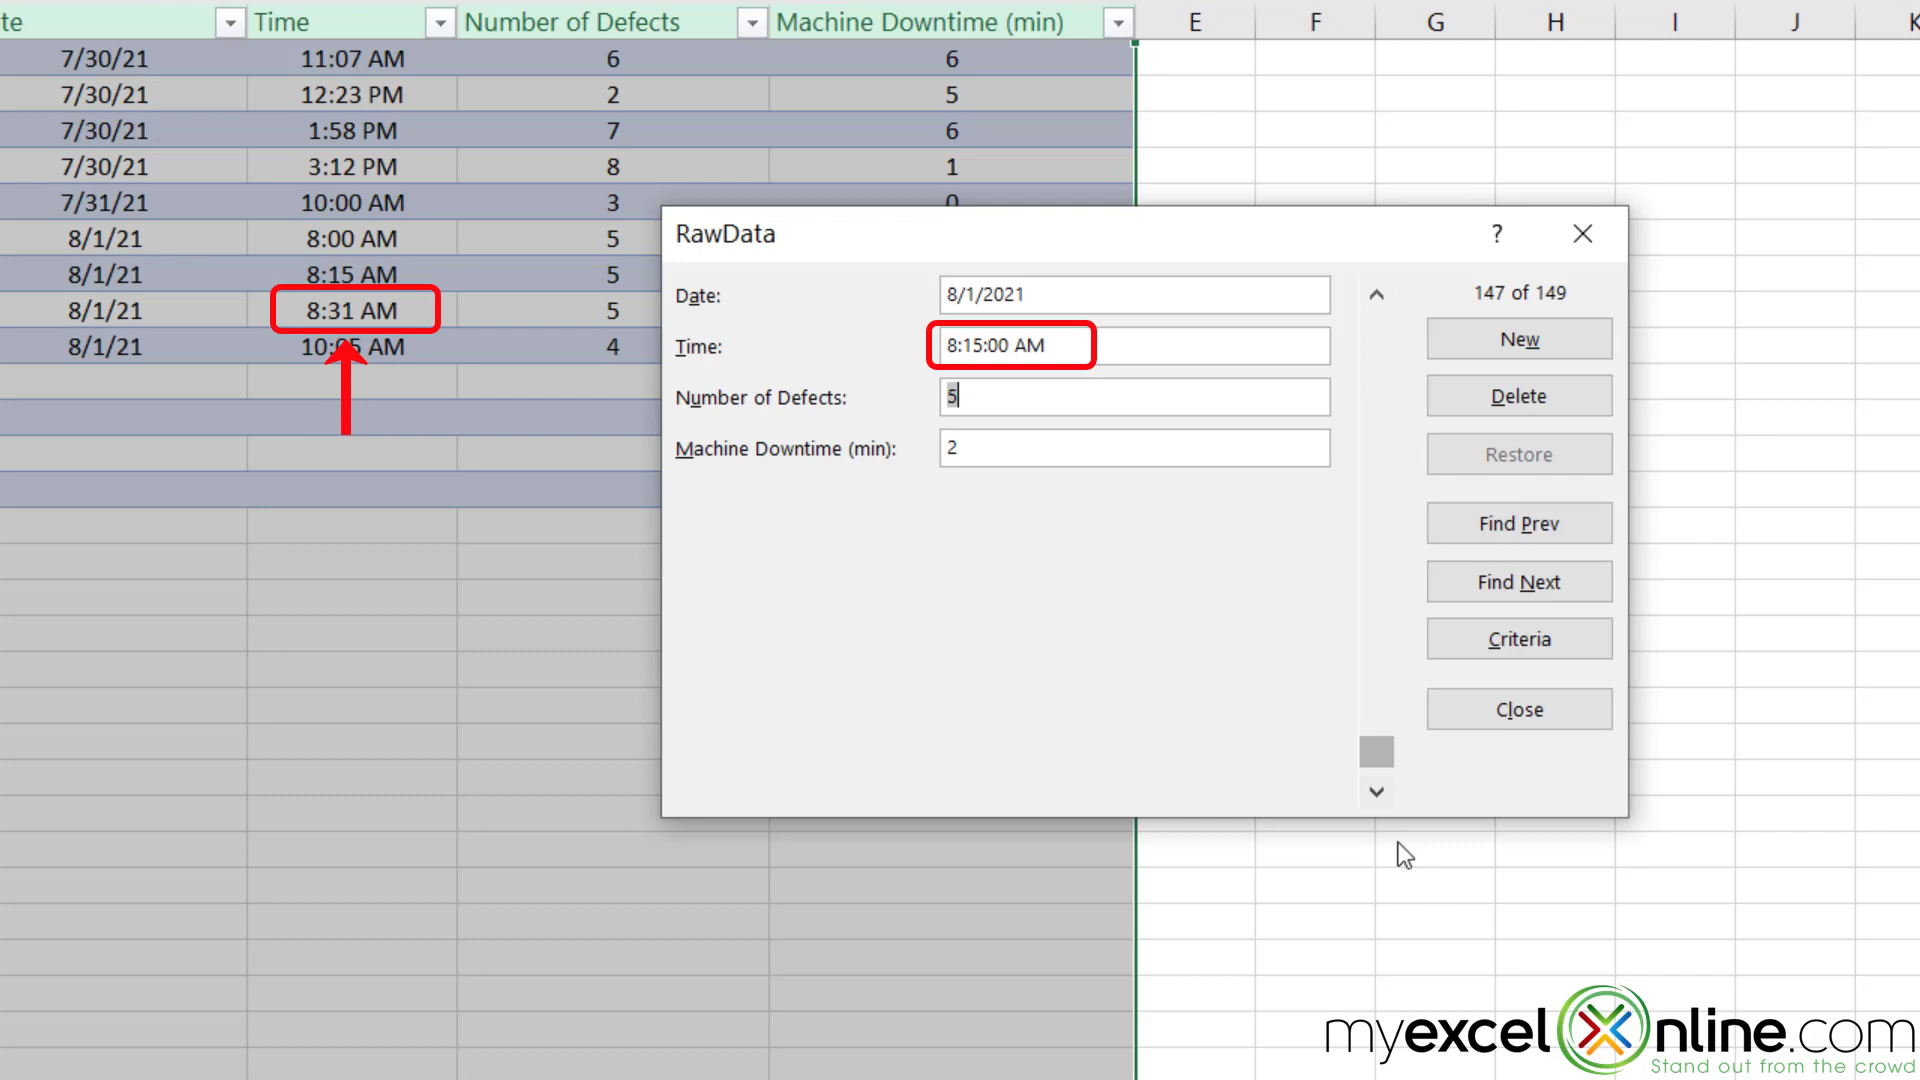 te Time Number of Defects Machine Downtime (min) E F G H I J K
7/30/21 11:07 AM 6 6
7/30/21 12:23 PM 2 5
7/30/21 1:58 PM 7 6
7/30/21 3:12 PM 8 1
7/31/21 10:00 AM 3 0
8/1/21 8:00 AM 5
8/1/21 8:15 AM 5
8/1/21 8:31 AM 5
8/1/21 10:05 AM 4
RawData ?
Date: 8/1/2021 147 of 149
New
Time: 8:15:00 AM
Number of Defects: 5 Delete
Machine Downtime (min): 2 Restore
Find Prev
Find Next
Criteria
Close
myexcelOnline.com
Stand out from the crowd